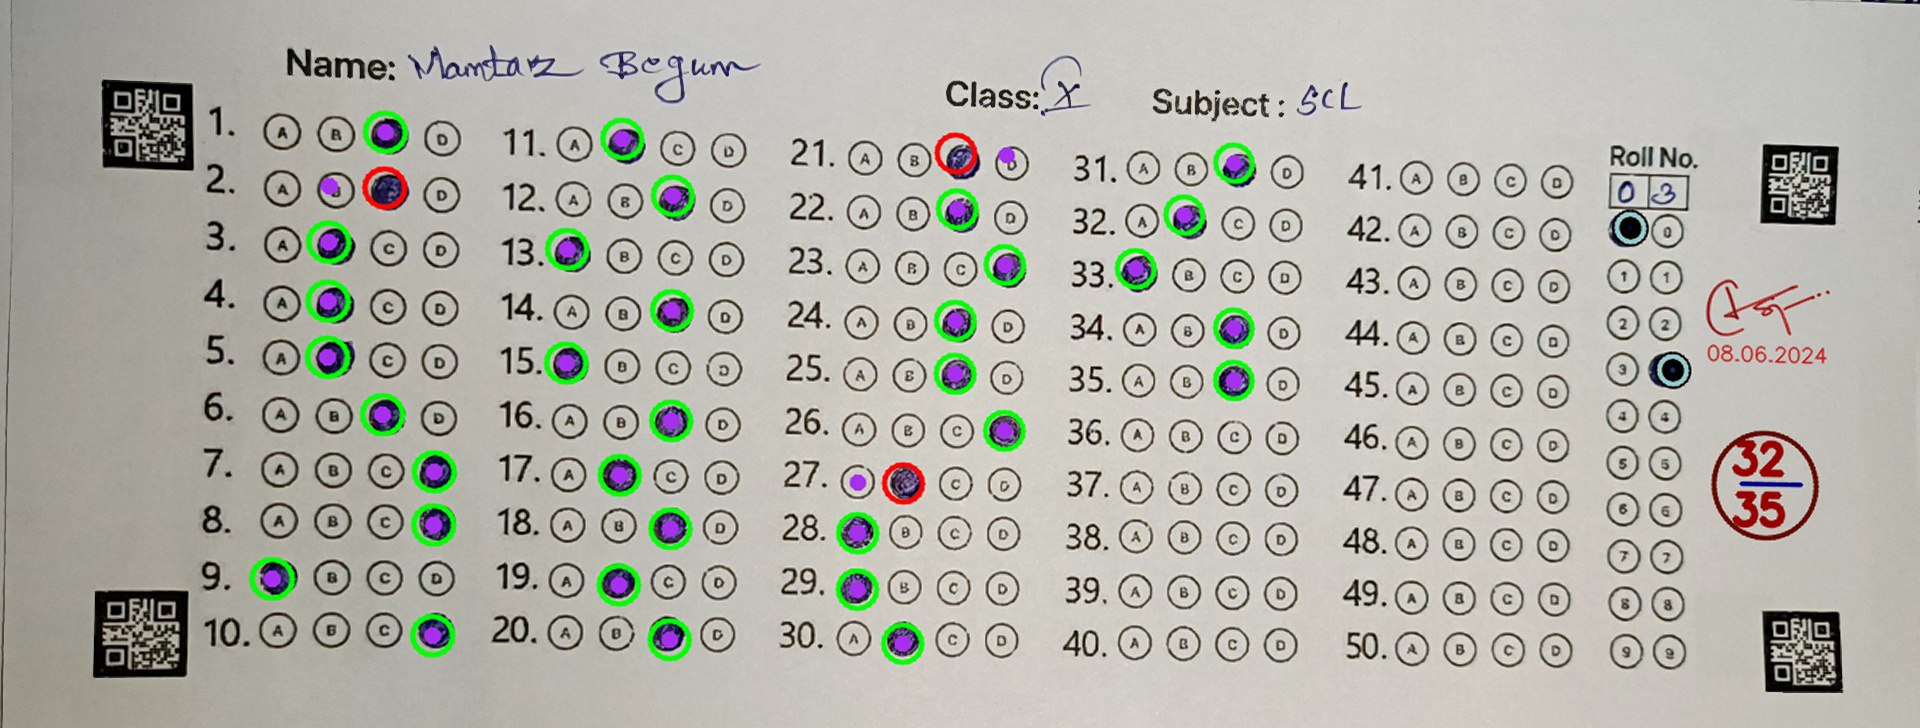 Name: Mamtaz Begum
Class: X Subject: SCL
1. A B D 11. A C D 21. A B D 31. A B D 41. A B C D Roll No.
2. A D 12. A B D 22. A B D 32. A C D 42. A B C D 0 3
3. A C D 13. B C D 23. A B C 33. B C D 43. A B C D 0
4. A C D 14. A B D 24. A B D 34. A B D 44. A B C D 1 1
5. A C D 15. B C D 25. A B D 35. A B D 45. A B C D 2 2
08.06.2024
6. A B D 16. A B D 26. A B C 36. A B C D 46. A B C D 3
7. A B C 17. A C D 27. C D 37. A B C D 47. A B C D 4 4
8. A B C 18. A B D 28. B C D 38. A B C D 48. A B C D 5 5
9. B C D 19. A C D 29. B C D 39. A B C D 49. A B C D 6 6
10. A B C 20. A B D 30. A C D 40. A B C D 50. A B C D 7 7
8 8
9 9
32
35